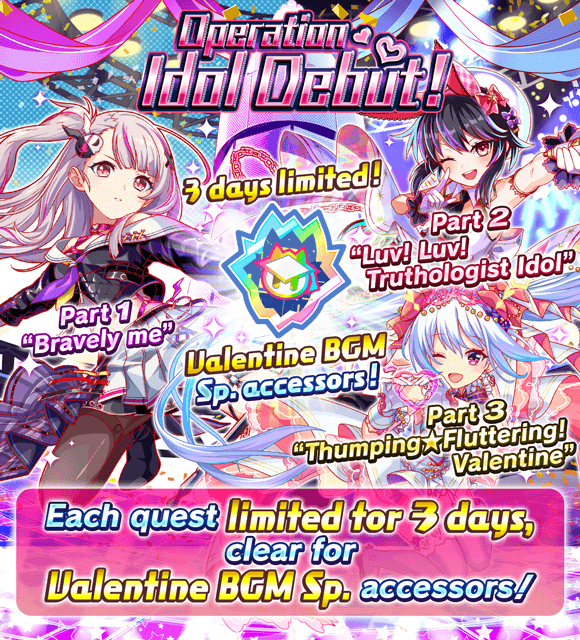 Operation
Idol Debut!
3 days limited!
Part 2
"Luv! Luv!
Truthologist Idol"
Part 1
"Bravely me"
Valentine BGM
Sp. accessors!
Part 3
"Thumping★Fluttering!
Valentine"
Each quest limited for 3 days,
clear for
Valentine BGM Sp. accessors!